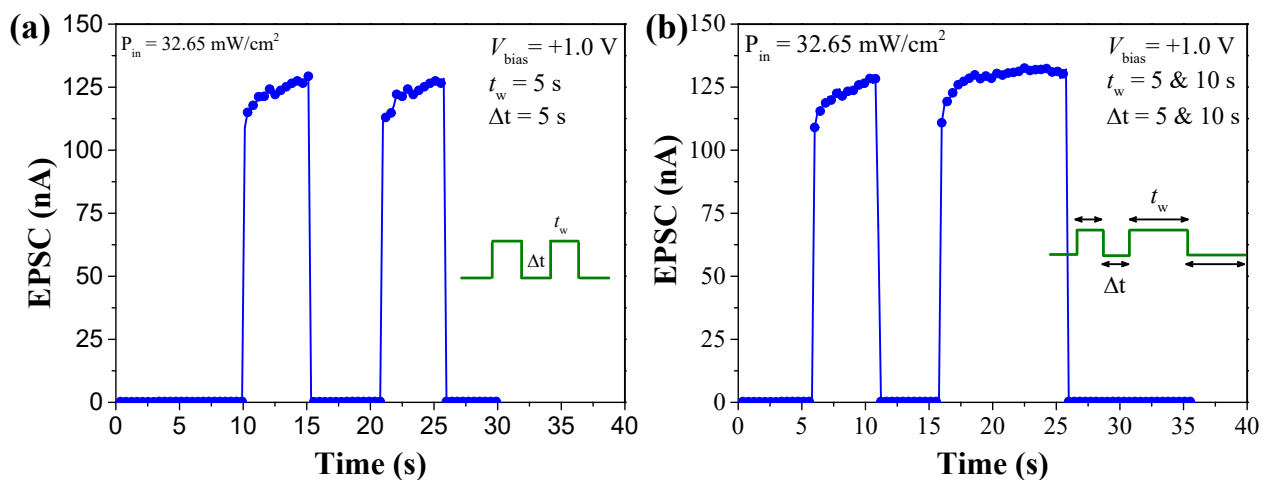 (a)
P_in = 32.65 mW/cm²
V_bias = +1.0 V
t_w = 5 s
Δt = 5 s
t_w
Δt
EPSC (nA)
150
125
100
75
50
25
0
0 5 10 15 20 25 30 35 40
Time (s)
(b)
P_in = 32.65 mW/cm²
V_bias = +1.0 V
t_w = 5 & 10 s
Δt = 5 & 10 s
t_w
Δt
EPSC (nA)
150
125
100
75
50
25
0
0 5 10 15 20 25 30 35 40
Time (s)